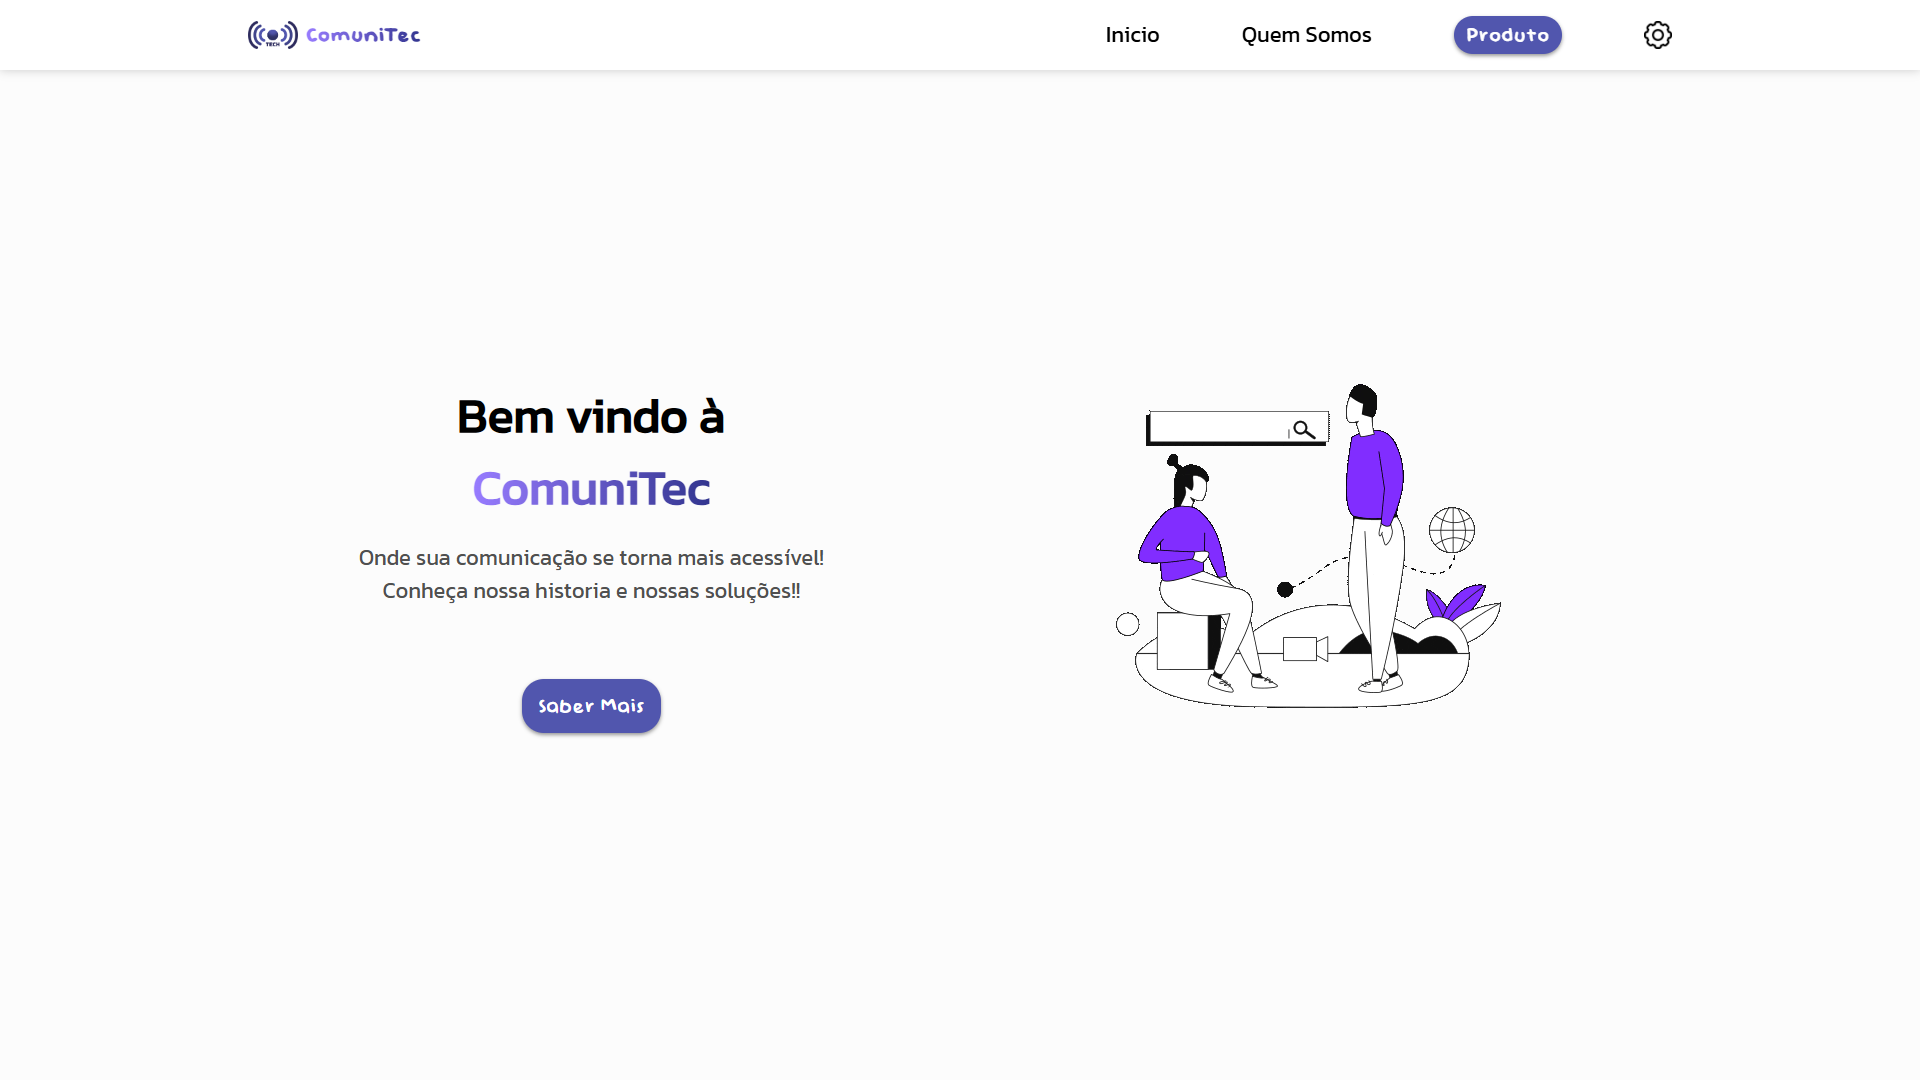 TECH
ComuniTec
Inicio
Quem Somos
Produto
Bem vindo à
ComuniTec
Onde sua comunicação se torna mais acessível!
Conheça nossa historia e nossas soluções!!
Saber Mais